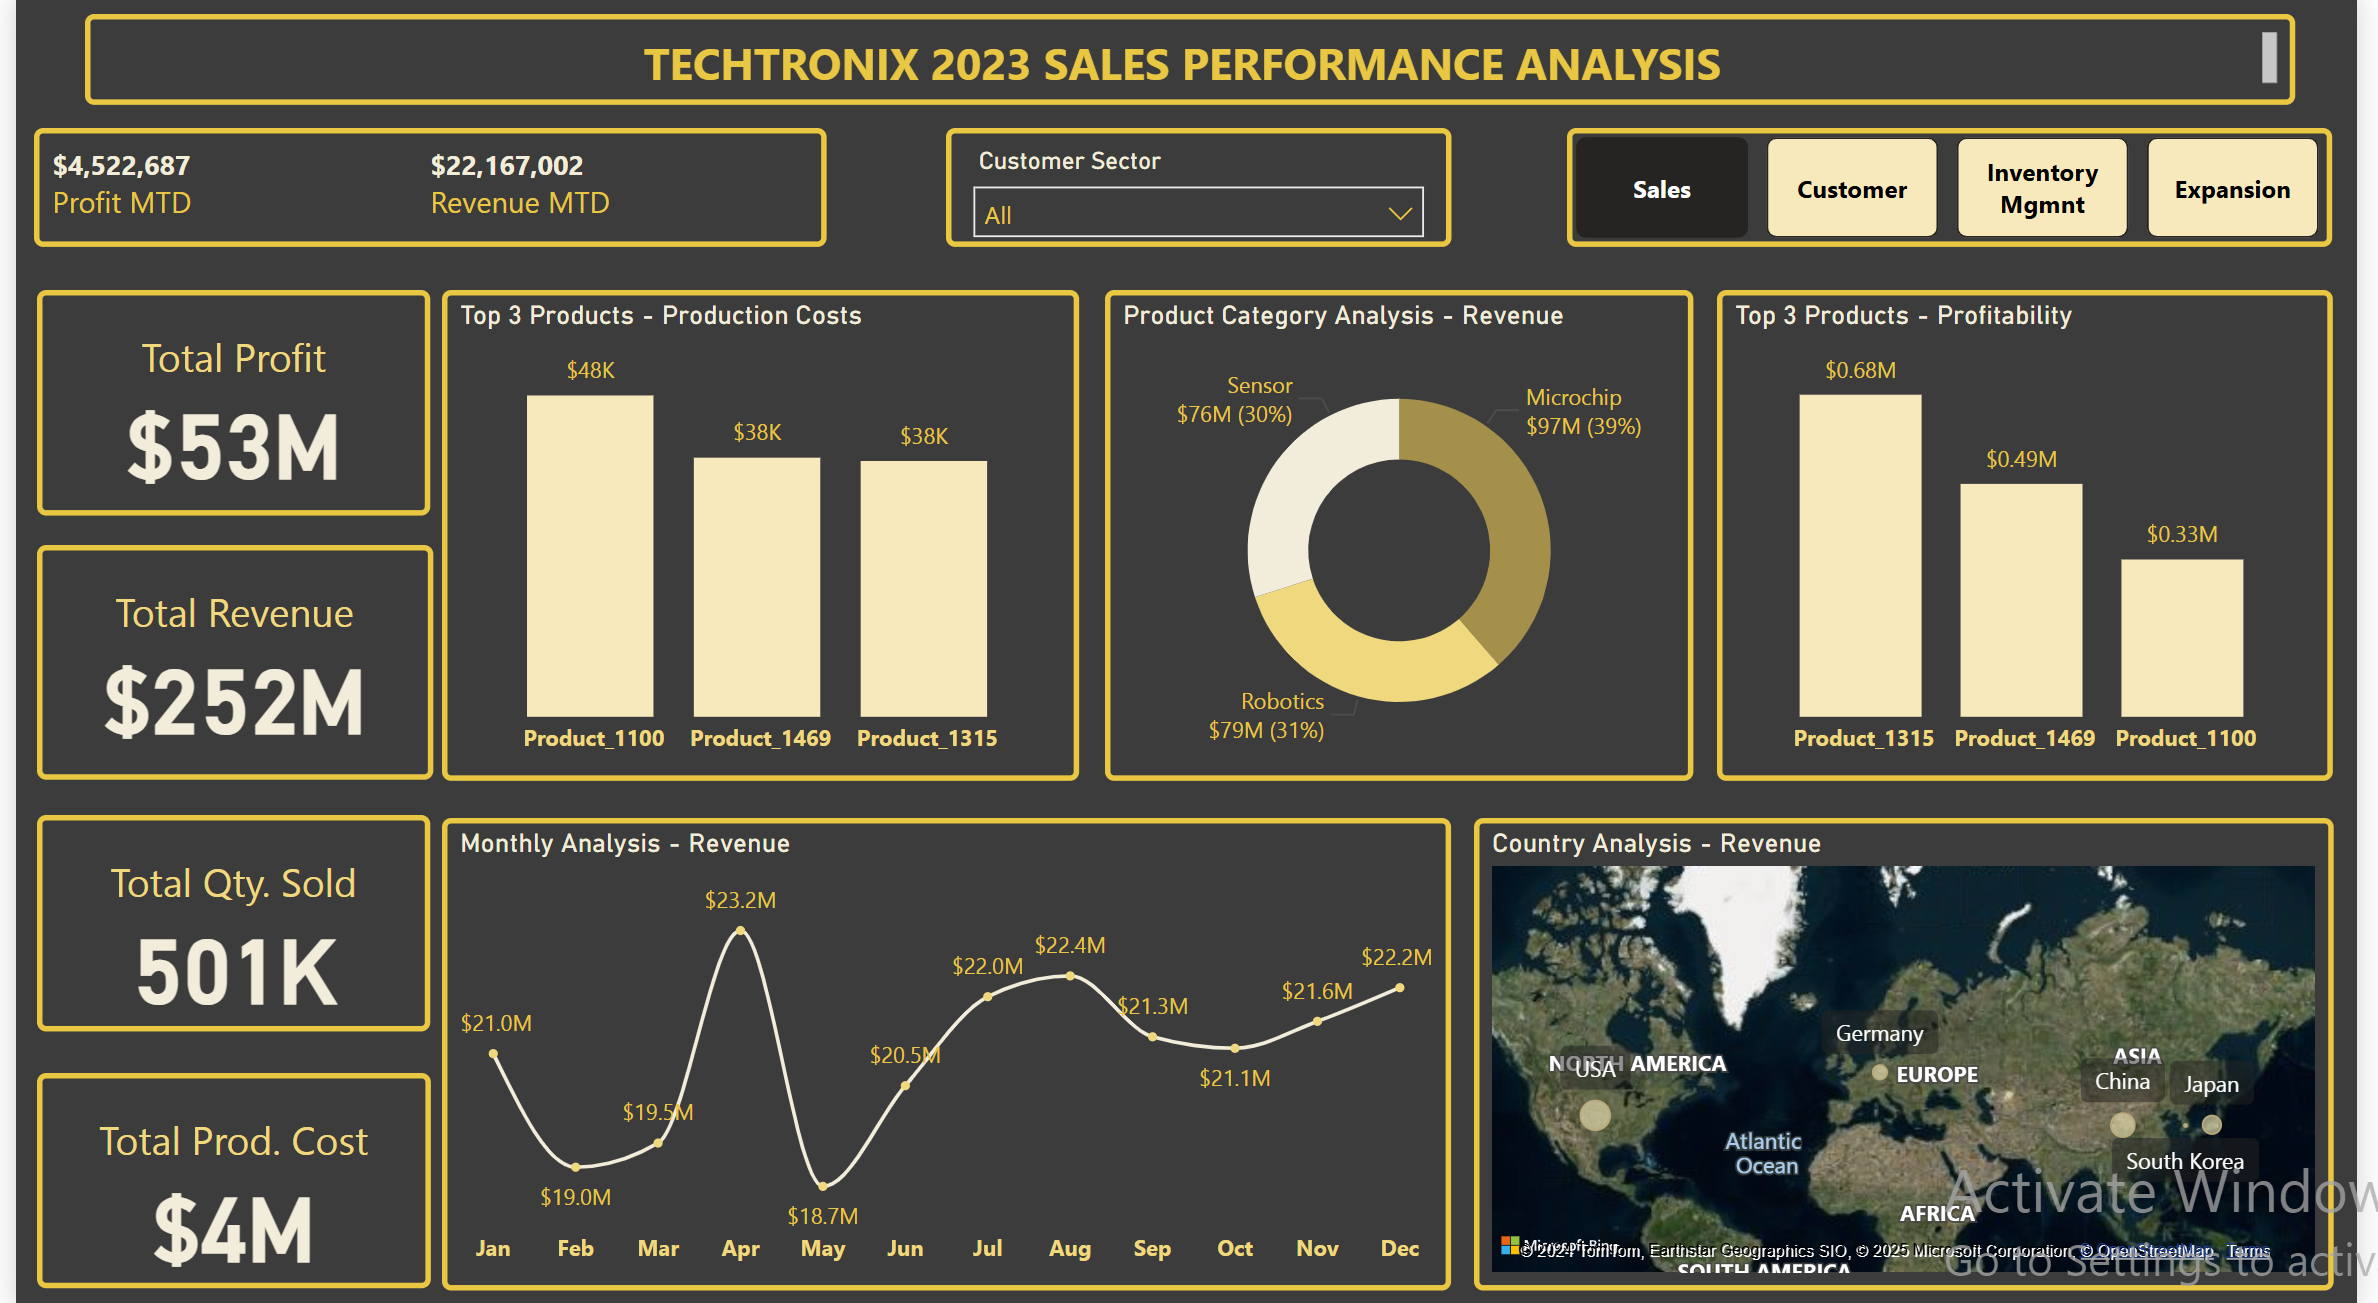 TECHTRONIX 2023 SALES PERFORMANCE ANALYSIS
$4,522,687
Profit MTD
$22,167,002
Revenue MTD
Customer Sector
All
Sales
Customer
Inventory
Mgmnt
Expansion
Total Profit
$53M
Total Revenue
$252M
Total Qty. Sold
501K
Total Prod. Cost
$4M
Top 3 Products - Production Costs
$48K
$38K
$38K
Product_1100
Product_1469
Product_1315
Product Category Analysis - Revenue
Sensor
$76M (30%)
Microchip
$97M (39%)
Robotics
$79M (31%)
Top 3 Products - Profitability
$0.68M
$0.49M
$0.33M
Product_1315
Product_1469
Product_1100
Monthly Analysis - Revenue
$21.0M
$19.0M
$19.5M
$23.2M
$18.7M
$20.5M
$22.0M
$22.4M
$21.3M
$21.1M
$21.6M
$22.2M
Jan
Feb
Mar
Apr
May
Jun
Jul
Aug
Sep
Oct
Nov
Dec
Country Analysis - Revenue
NORTH AMERICA
USA
Germany
EUROPE
ASIA
China
Japan
South Korea
Atlantic
Ocean
AFRICA
SOUTH AMERICA
Microsoft Bing
© 2024 TomTom, Earthstar Geographics SIO, © 2025 Microsoft Corporation, © OpenStreetMap Terms
Activate Window
Go to Settings to activ